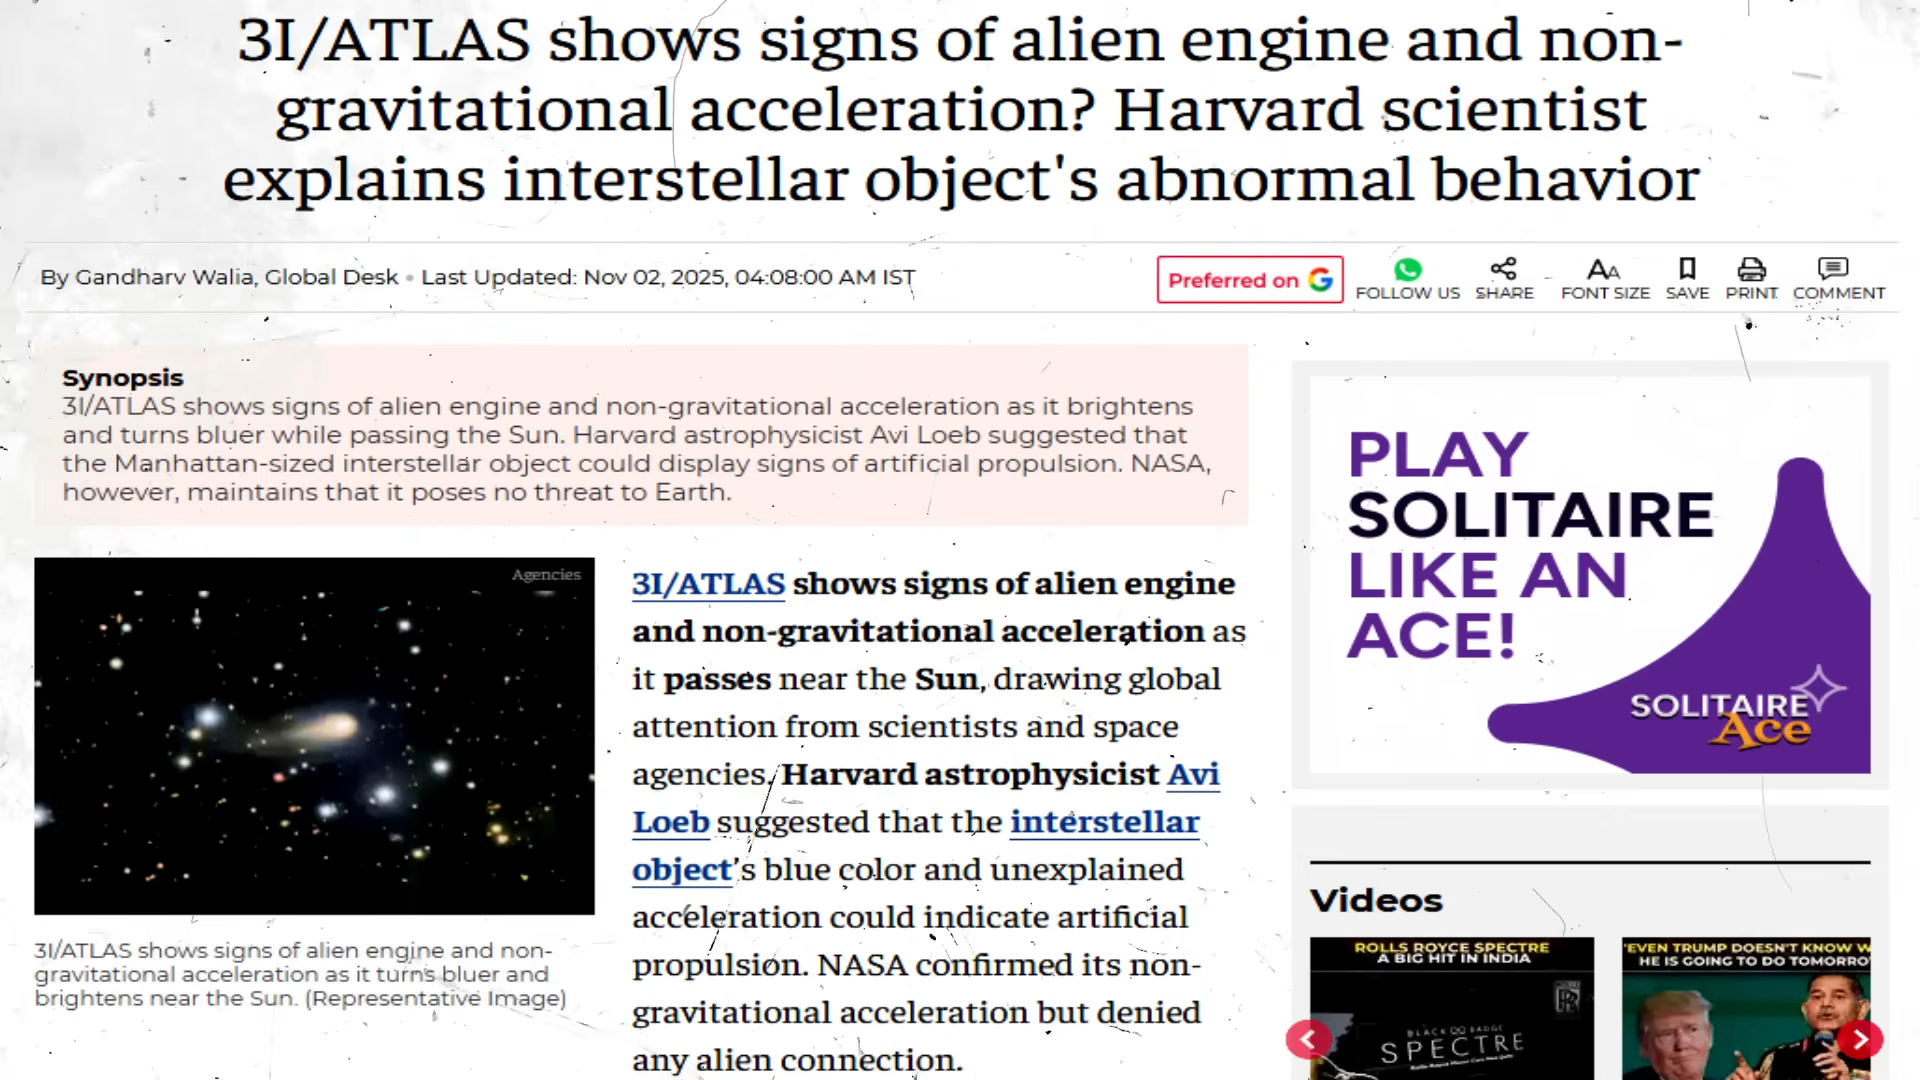 3I/ATLAS shows signs of alien engine and non-
gravitational acceleration? Harvard scientist
explains interstellar object's abnormal behavior
By Gandharv Walia, Global Desk • Last Updated: Nov 02, 2025, 04:08:00 AM IST
Preferred on G
FOLLOW US
SHARE
FONT SIZE
SAVE
PRINT
COMMENT
Synopsis
3I/ATLAS shows signs of alien engine and non-gravitational acceleration as it brightens
and turns bluer while passing the Sun. Harvard astrophysicist Avi Loeb suggested that
the Manhattan-sized interstellar object could display signs of artificial propulsion. NASA,
however, maintains that it poses no threat to Earth.
Agencies
3I/ATLAS shows signs of alien engine and non-
gravitational acceleration as it turns bluer and
brightens near the Sun. (Representative Image)
3I/ATLAS shows signs of alien engine
and non-gravitational acceleration as
it passes near the Sun, drawing global
attention from scientists and space
agencies. Harvard astrophysicist Avi
Loeb suggested that the interstellar
object's blue color and unexplained
acceleration could indicate artificial
propulsion. NASA confirmed its non-
gravitational acceleration but denied
any alien connection.
PLAY
SOLITAIRE
LIKE AN
ACE!
SOLITAIRE
Ace
Videos
ROLLS ROYCE SPECTRE
A BIG HIT IN INDIA
BLACK BADGE
SPECTRE
'EVEN TRUMP DOESN'T KNOW W
HE IS GOING TO DO TOMORRO